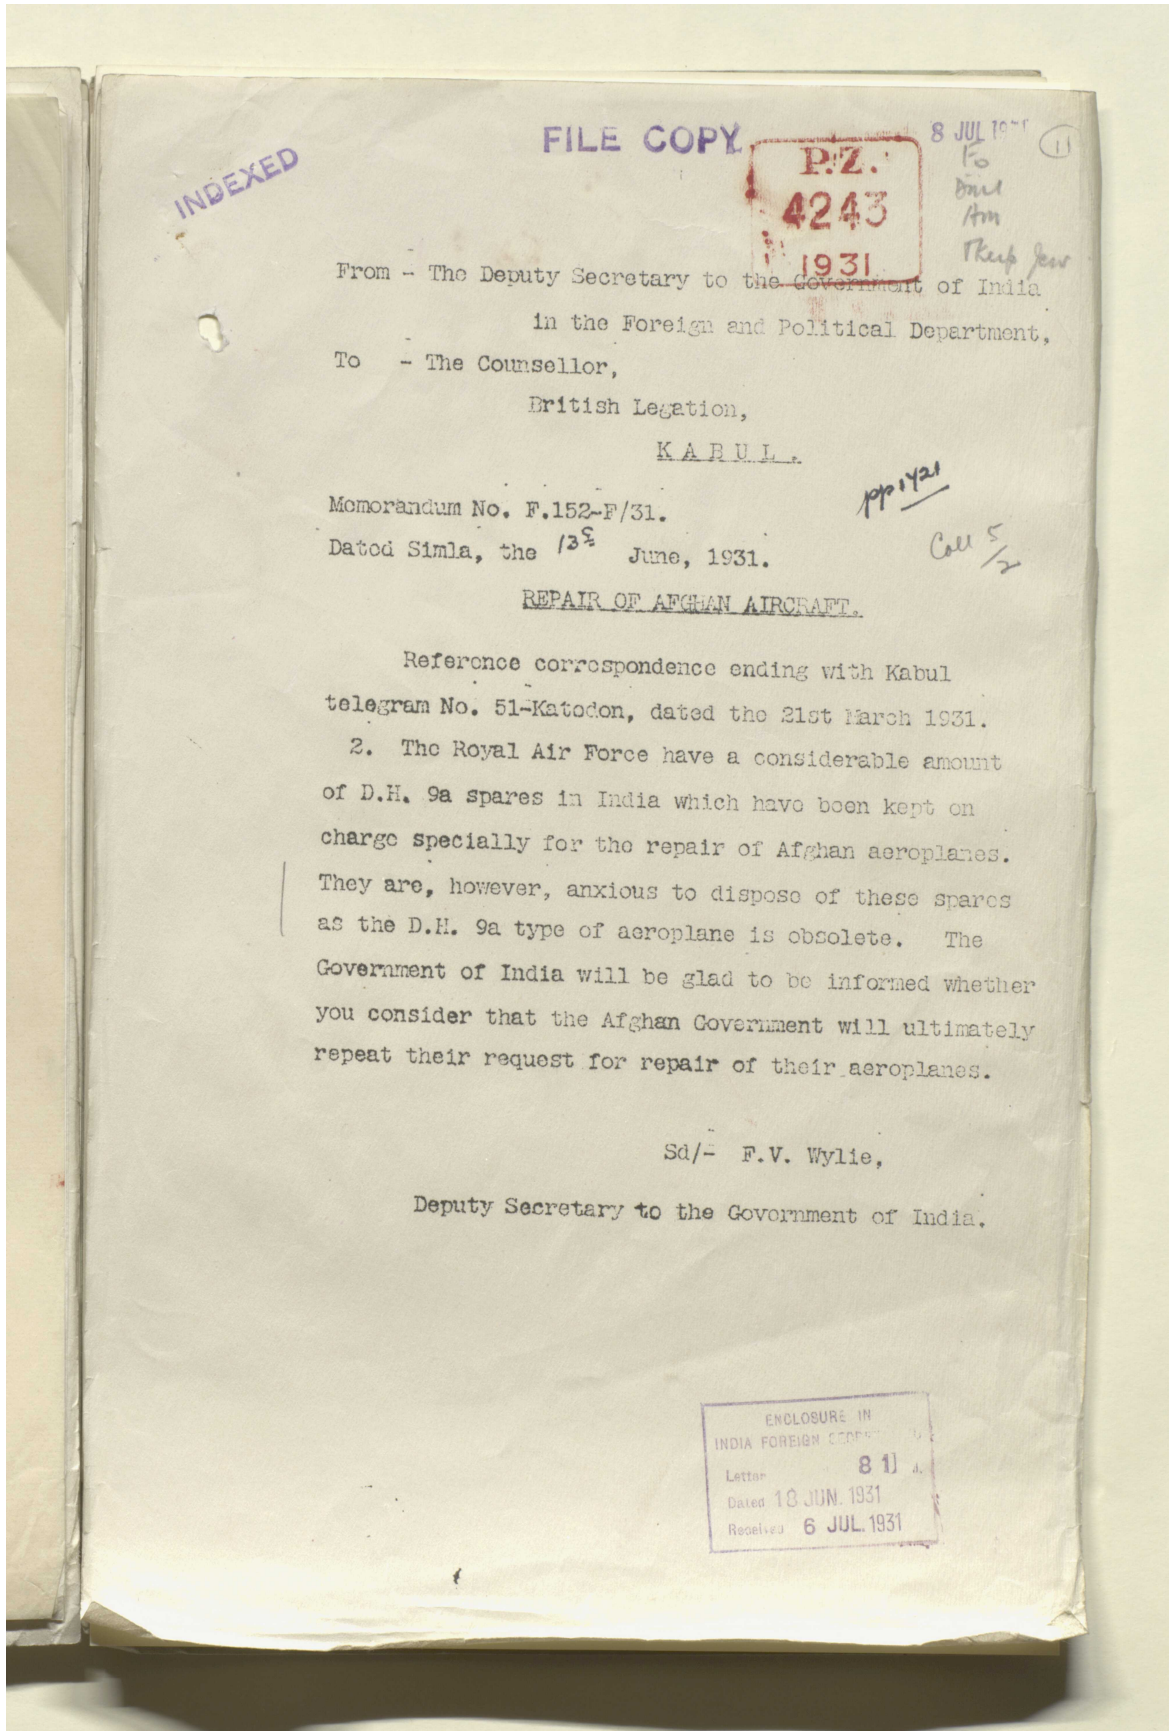 INDEXED
FILE COPY
8 JUL
11
P.Z.
4243
1931
From - The Deputy Secretary to the Government of India
in the Foreign and Political Department,
To - The Counsellor,
British Legation,
KABUL.
Memorandum No. F.152-F/31.
Dated Simla, the 13 June, 1931.
Coll 5/2
REPAIR OF AFGHAN AIRCRAFT.
Reference correspondence ending with Kabul
telegram No. 51-Katodon, dated the 21st March 1931.
2. The Royal Air Force have a considerable amount
of D.H. 9a spares in India which have been kept on
charge specially for the repair of Afghan aeroplanes.
They are, however, anxious to dispose of these spares
as the D.H. 9a type of aeroplane is obsolete. The
Government of India will be glad to be informed whether
you consider that the Afghan Government will ultimately
repeat their request for repair of their aeroplanes.
Sd/- F.V. Wylie,
Deputy Secretary to the Government of India.
ENCLOSURE IN
INDIA FOREIGN
Letter 81
Dated 18 JUN. 1931
Received 6 JUL. 1931